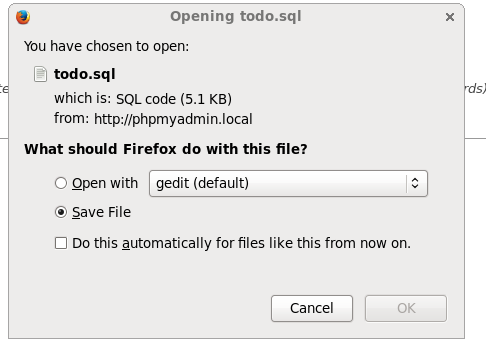 Opening todo.sql
You have chosen to open:
todo.sql
which is: SQL code (5.1 KB)
from: http://phpmyadmin.local
What should Firefox do with this file?
Open with gedit (default)
Save File
Do this automatically for files like this from now on.
Cancel OK